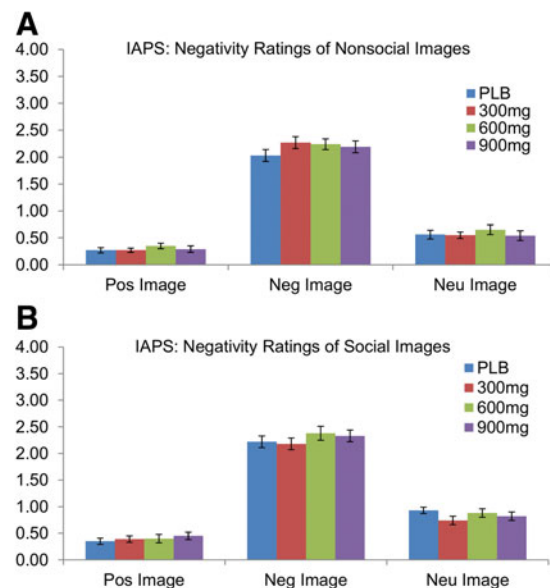 A
IAPS: Negativity Ratings of Nonsocial Images
4.00
3.50
3.00
2.50
2.00
1.50
1.00
0.50
0.00
PLB
300mg
600mg
900mg
Pos Image Neg Image Neu Image
B
IAPS: Negativity Ratings of Social Images
4.00
3.50
3.00
2.50
2.00
1.50
1.00
0.50
0.00
PLB
300mg
600mg
900mg
Pos Image Neg Image Neu Image